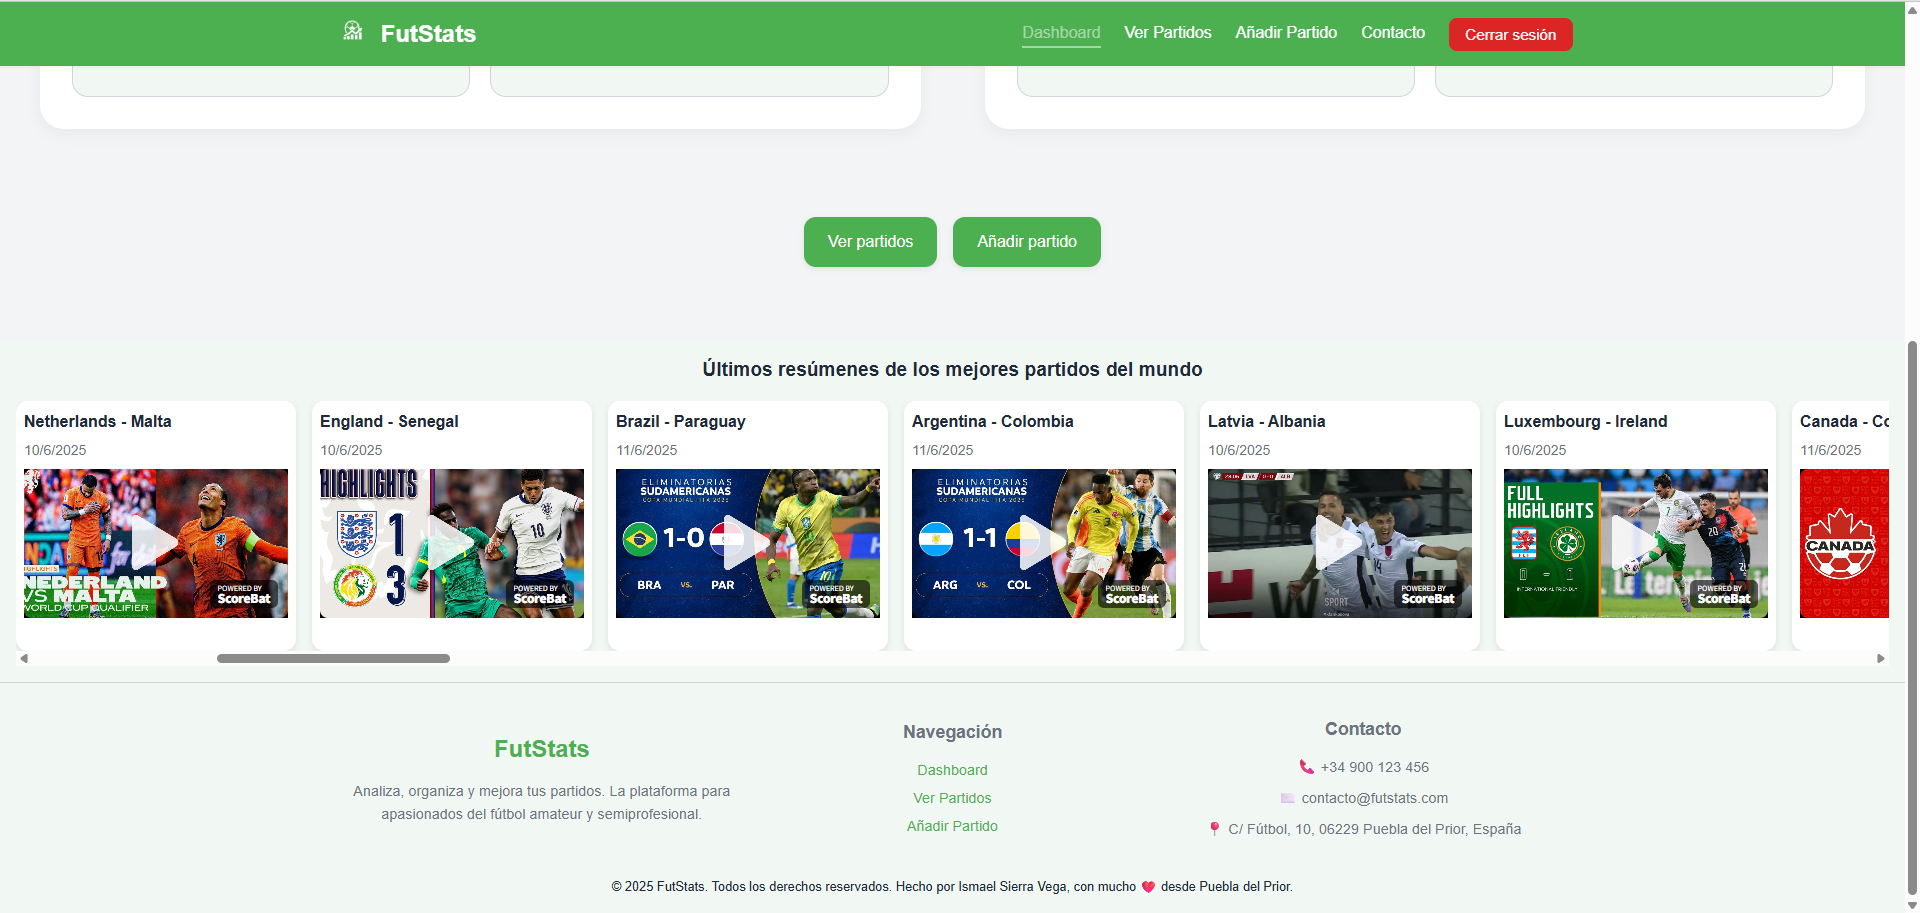 FutStats
Dashboard
Ver Partidos
Añadir Partido
Contacto
Cerrar sesión
Ver partidos
Añadir partido
Últimos resúmenes de los mejores partidos del mundo
Netherlands - Malta
10/6/2025
HIGHLIGHTS
NEDERLAND
VS MALTA
WORLD CUP QUALIFIER
POWERED BY
ScoreBat
England - Senegal
10/6/2025
HIGHLIGHTS
1
3
10
POWERED BY
ScoreBat
Brazil - Paraguay
11/6/2025
ELIMINATORIAS
SUDAMERICANAS
1-0
BRA VS. PAR
10
POWERED BY
ScoreBat
Argentina - Colombia
11/6/2025
ELIMINATORIAS
SUDAMERICANAS
1-1
ARG VS. COL
POWERED BY
ScoreBat
Latvia - Albania
10/6/2025
14
SPORT
POWERED BY
ScoreBat
Luxembourg - Ireland
10/6/2025
FULL
HIGHLIGHTS
INTERNATIONAL FRIENDLY
7
POWERED BY
ScoreBat
Canada - Co
11/6/2025
CANADA
FutStats
Analiza, organiza y mejora tus partidos. La plataforma para
apasionados del fútbol amateur y semiprofesional.
Navegación
Dashboard
Ver Partidos
Añadir Partido
Contacto
📞 +34 900 123 456
✉️ contacto@futstats.com
📍 C/ Fútbol, 10, 06229 Puebla del Prior, España
© 2025 FutStats. Todos los derechos reservados. Hecho por Ismael Sierra Vega, con mucho ❤️ desde Puebla del Prior.